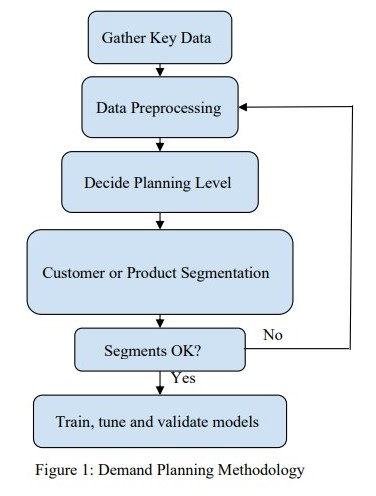 Gather Key Data
Data Preprocessing
Decide Planning Level
Customer or Product Segmentation
Segments OK?
No
Yes
Train, tune and validate models
Figure 1: Demand Planning Methodology